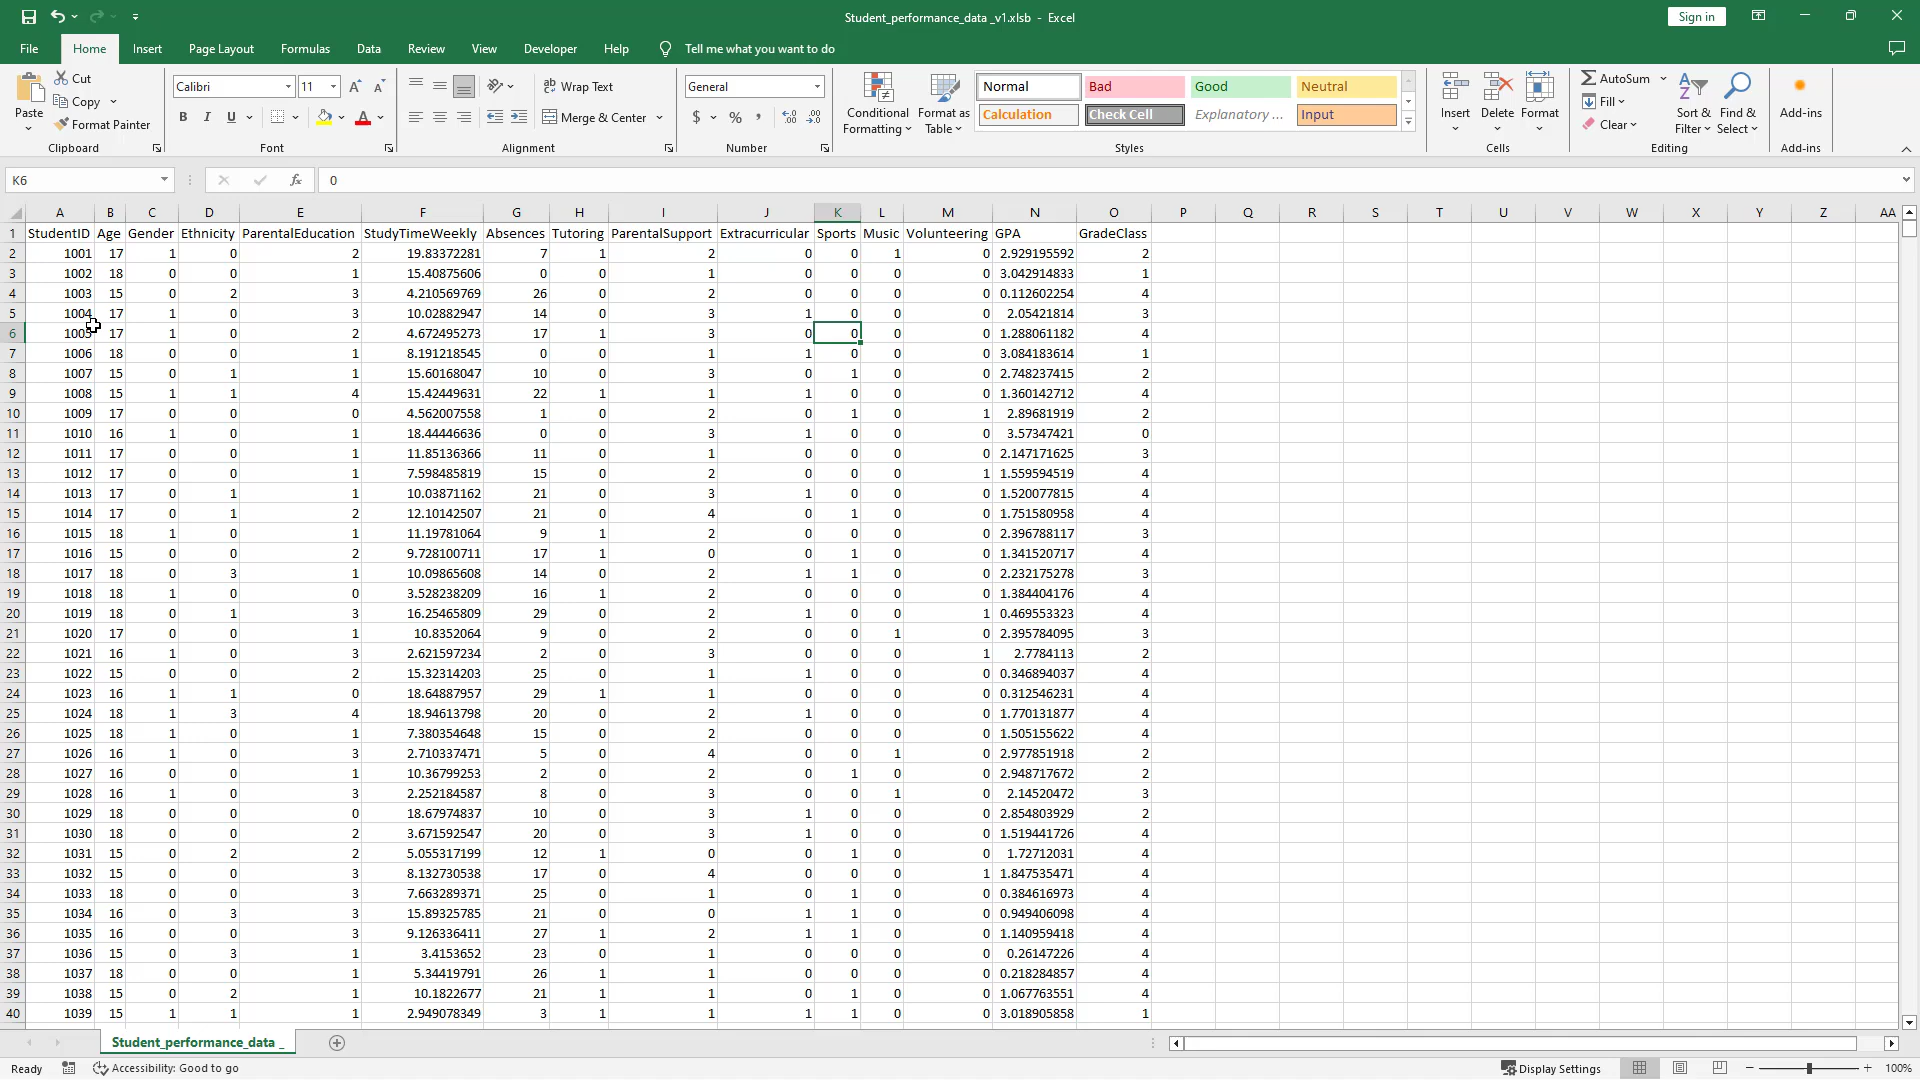 Student_performance_data _v1.xlsb - Excel
Sign in
File Home Insert Page Layout Formulas Data Review View Developer Help Tell me what you want to do
Paste
Cut
Copy
Format Painter
Clipboard
Calibri 11
B I U
Font
Wrap Text
Merge & Center
Alignment
General
$ % ,
Number
Conditional Formatting
Format as Table
Normal Bad Good Neutral
Calculation Check Cell Explanatory ... Input
Styles
Insert Delete Format
Cells
AutoSum
Fill
Clear
Sort & Filter
Find & Select
Editing
Add-ins
Add-ins
K6 fx 0
A B C D E F G H I J K L M N O P Q R S T U V W X Y Z AA
1 StudentID Age Gender Ethnicity ParentalEducation StudyTimeWeekly Absences Tutoring ParentalSupport Extracurricular Sports Music Volunteering GPA GradeClass
2 1001 17 1 0 2 19.83372281 7 1 2 0 0 1 0 2.929195592 2
3 1002 18 0 0 1 15.40875606 0 0 1 0 0 0 0 3.042914833 1
4 1003 15 0 2 3 4.210569769 26 0 2 0 0 0 0 0.112602254 4
5 1004 17 1 0 3 10.02882947 14 0 3 1 0 0 0 2.05421814 3
6 1005 17 1 0 2 4.672495273 17 1 3 0 0 0 0 1.288061182 4
7 1006 18 0 0 1 8.191218545 0 0 1 1 0 0 0 3.084183614 1
8 1007 15 0 1 1 15.60168047 10 0 3 0 1 0 0 2.748237415 2
9 1008 15 1 1 4 15.42449631 22 1 1 1 0 0 0 1.360142712 4
10 1009 17 0 0 0 4.562007558 1 0 2 0 1 0 1 2.89681919 2
11 1010 16 1 0 1 18.44446636 0 0 3 1 0 0 0 3.57347421 0
12 1011 17 0 0 1 11.85136366 11 0 1 0 0 0 0 2.147171625 3
13 1012 17 0 0 1 7.598485819 15 0 2 0 0 0 1 1.559594519 4
14 1013 17 0 1 1 10.03871162 21 0 3 1 0 0 0 1.520077815 4
15 1014 17 0 1 2 12.10142507 21 0 4 0 1 0 0 1.751580958 4
16 1015 18 1 0 1 11.19781064 9 1 2 0 0 0 0 2.396788117 3
17 1016 15 0 0 2 9.728100711 17 1 0 0 1 0 0 1.341520717 4
18 1017 18 0 3 1 10.09865608 14 0 2 1 1 0 0 2.232175278 3
19 1018 18 1 0 0 3.528238209 16 1 2 0 0 0 0 1.384404176 4
20 1019 18 0 1 3 16.25465809 29 0 2 1 0 0 1 0.469553323 4
21 1020 17 0 0 1 10.8352064 9 0 2 0 0 1 0 2.395784095 3
22 1021 16 1 0 3 2.621597234 2 0 3 0 0 0 1 2.7784113 2
23 1022 15 0 0 2 15.32314203 25 0 1 1 0 0 0 0.346894037 4
24 1023 16 1 1 0 18.64887957 29 1 1 0 0 0 0 0.312546231 4
25 1024 18 1 3 4 18.94613798 20 0 2 1 0 0 0 1.770131877 4
26 1025 18 1 0 1 7.380354648 15 0 2 0 0 0 0 1.505155622 4
27 1026 16 1 0 3 2.710337471 5 0 4 0 0 1 0 2.977851918 2
28 1027 16 0 0 1 10.36799253 2 0 2 0 1 0 0 2.948717672 2
29 1028 16 1 0 3 2.252184587 8 0 3 0 0 1 0 2.14520472 3
30 1029 18 0 0 0 18.67974837 10 0 3 1 0 0 0 2.854803929 2
31 1030 18 0 0 2 3.671592547 20 0 3 1 0 0 0 1.519441726 4
32 1031 15 0 2 2 5.055317199 12 1 0 0 1 0 0 1.72712031 4
33 1032 15 0 0 3 8.132730538 17 0 4 0 0 0 1 1.847535471 4
34 1033 18 0 0 3 7.663289371 25 0 1 0 1 0 0 0.384616973 4
35 1034 16 0 3 3 15.89325785 21 0 0 1 1 0 0 0.949406098 4
36 1035 16 0 0 3 9.126336411 27 1 2 1 1 0 0 1.140959418 4
37 1036 15 0 3 1 3.4153652 23 0 1 0 0 0 0 0.26147226 4
38 1037 18 0 0 1 5.34419791 26 1 1 0 0 0 0 0.218284857 4
39 1038 15 0 2 1 10.1822677 21 1 1 0 1 0 0 1.067763551 4
40 1039 15 1 1 1 2.949078349 3 1 1 1 1 0 0 3.018905858 1
Student_performance_data _
Ready Accessibility: Good to go Display Settings 100%